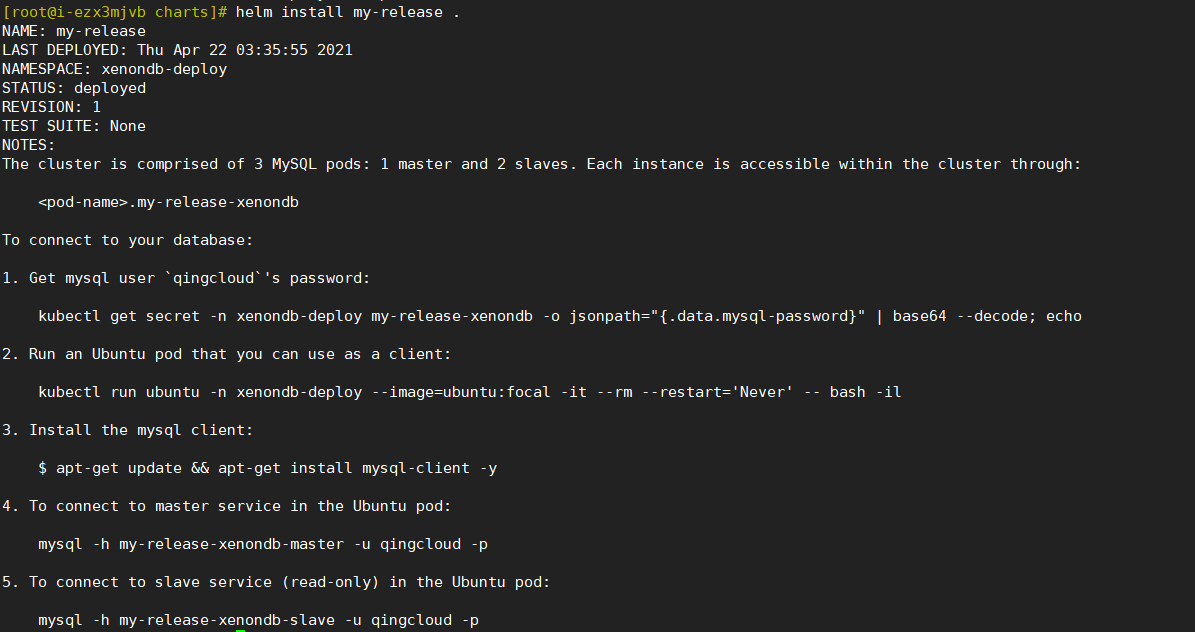 [root@i-ezx3mjvb charts]# helm install my-release .
NAME: my-release
LAST DEPLOYED: Thu Apr 22 03:35:55 2021
NAMESPACE: xenondb-deploy
STATUS: deployed
REVISION: 1
TEST SUITE: None
NOTES:
The cluster is comprised of 3 MySQL pods: 1 master and 2 slaves. Each instance is accessible within the cluster through:
<pod-name>.my-release-xenondb
To connect to your database:
1. Get mysql user `qingcloud`'s password:
kubectl get secret -n xenondb-deploy my-release-xenondb -o jsonpath="{.data.mysql-password}" | base64 --decode; echo
2. Run an Ubuntu pod that you can use as a client:
kubectl run ubuntu -n xenondb-deploy --image=ubuntu:focal -it --rm --restart='Never' -- bash -il
3. Install the mysql client:
$ apt-get update && apt-get install mysql-client -y
4. To connect to master service in the Ubuntu pod:
mysql -h my-release-xenondb-master -u qingcloud -p
5. To connect to slave service (read-only) in the Ubuntu pod:
mysql -h my-release-xenondb-slave -u qingcloud -p